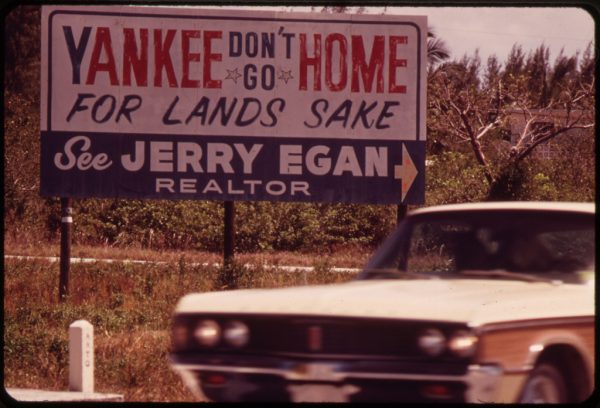 YANKEE DON'T GO HOME
FOR LANDS SAKE
See JERRY EGAN
REALTOR